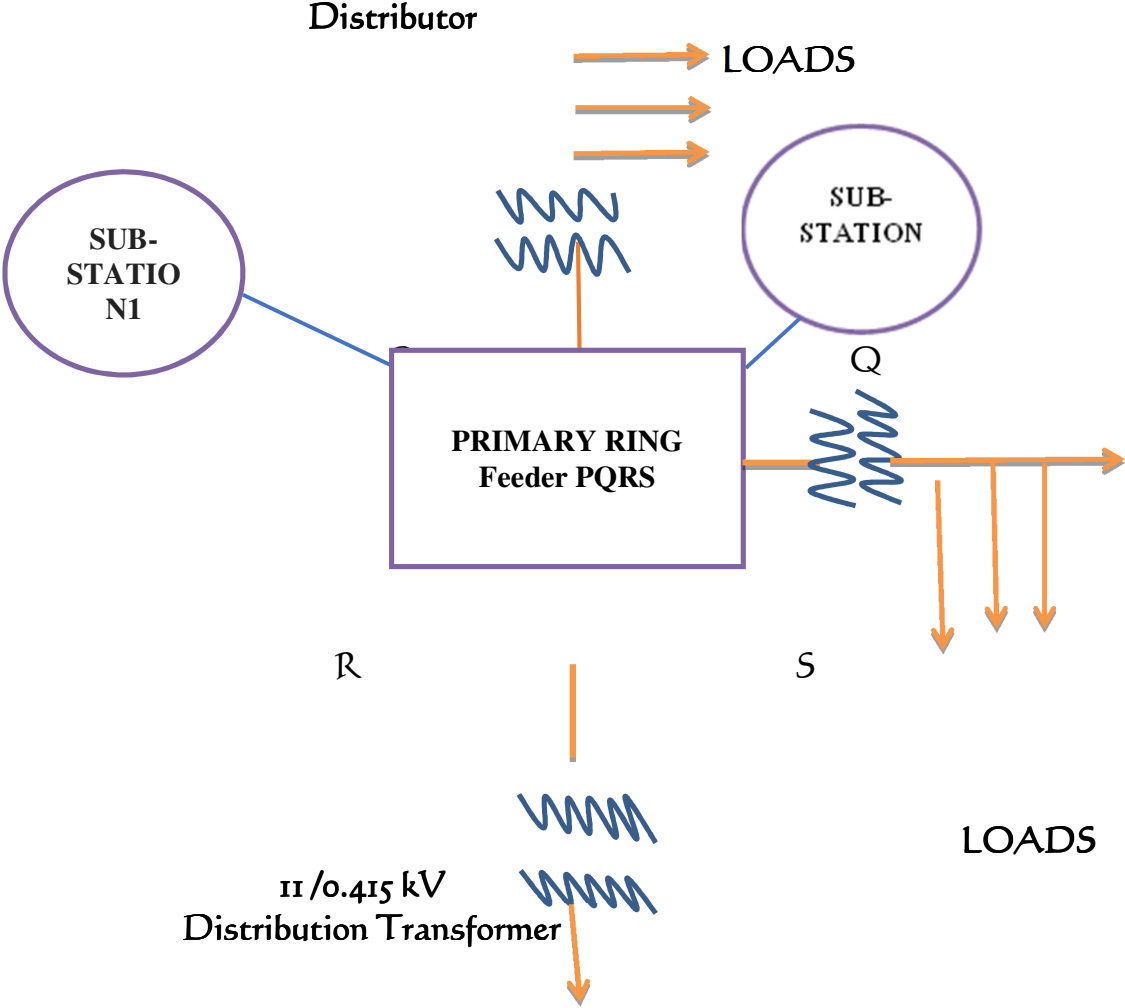 Distributor
LOADS
SUB-
STATION
SUB-
STATIO
N1
Q
PRIMARY RING
Feeder PQRS
R
S
LOADS
11 /0.415 kV
Distribution Transformer